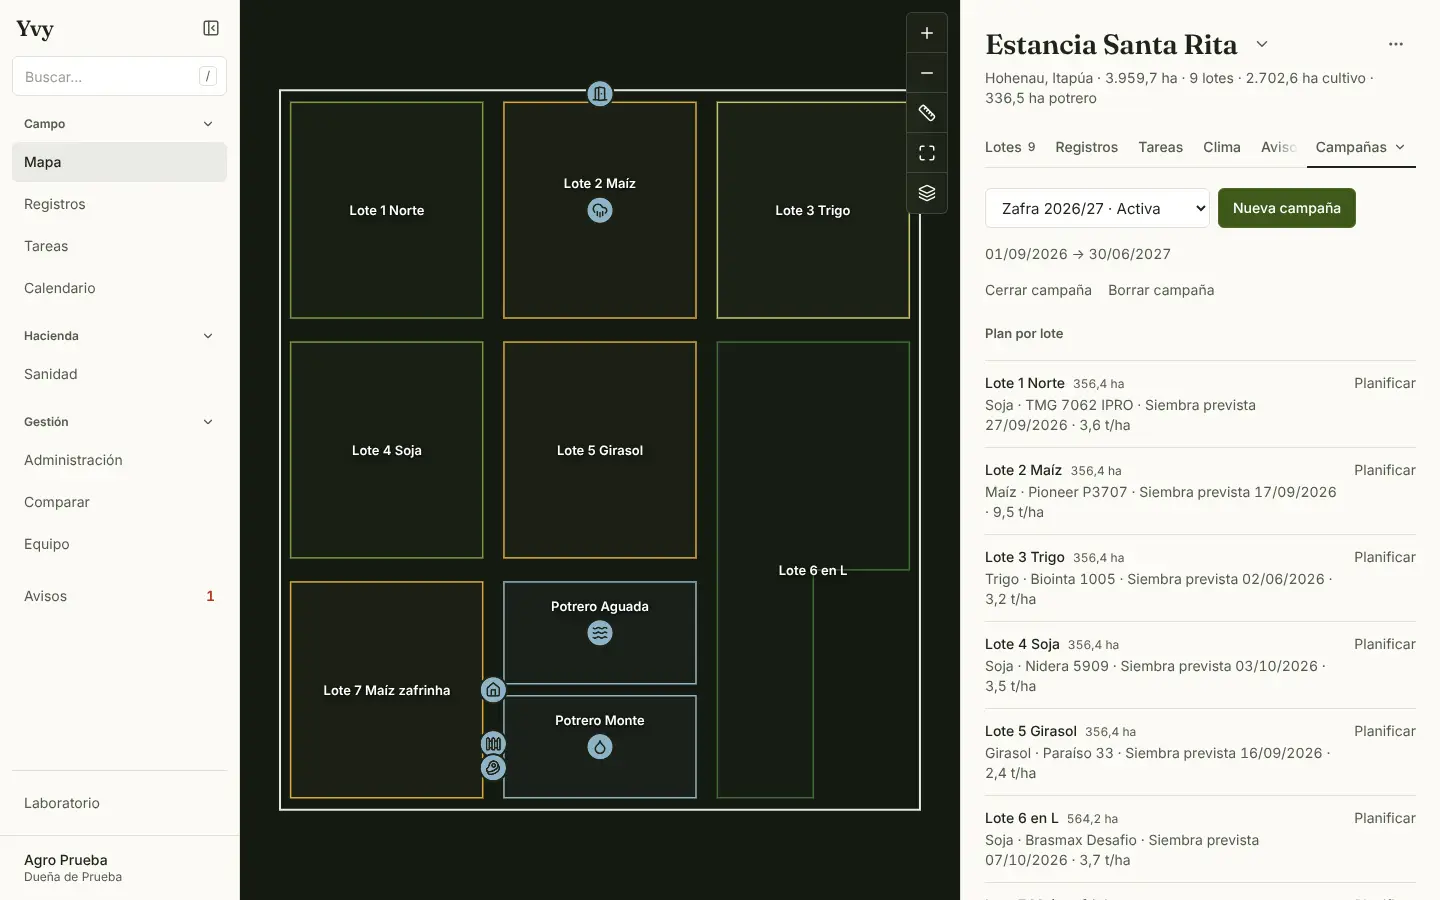 Yvy
Buscar...
/
Campo
Mapa
Registros
Tareas
Calendario
Hacienda
Sanidad
Gestión
Administración
Comparar
Equipo
Avisos 1
Laboratorio
Agro Prueba
Dueña de Prueba
Lote 1 Norte
Lote 2 Maíz
Lote 3 Trigo
Lote 4 Soja
Lote 5 Girasol
Lote 6 en L
Lote 7 Maíz zafrinha
Potrero Aguada
Potrero Monte
Estancia Santa Rita
Hohenau, Itapúa · 3.959,7 ha · 9 lotes · 2.702,6 ha cultivo ·
336,5 ha potrero
Lotes 9 Registros Tareas Clima Aviso Campañas
Zafra 2026/27 · Activa
Nueva campaña
01/09/2026 → 30/06/2027
Cerrar campaña Borrar campaña
Plan por lote
Lote 1 Norte 356,4 ha Planificar
Soja · TMG 7062 IPRO · Siembra prevista
27/09/2026 · 3,6 t/ha
Lote 2 Maíz 356,4 ha Planificar
Maíz · Pioneer P3707 · Siembra prevista 17/09/2026
· 9,5 t/ha
Lote 3 Trigo 356,4 ha Planificar
Trigo · Biointa 1005 · Siembra prevista 02/06/2026 ·
3,2 t/ha
Lote 4 Soja 356,4 ha Planificar
Soja · Nidera 5909 · Siembra prevista 03/10/2026 ·
3,5 t/ha
Lote 5 Girasol 356,4 ha Planificar
Girasol · Paraíso 33 · Siembra prevista 16/09/2026 ·
2,4 t/ha
Lote 6 en L 564,2 ha Planificar
Soja · Brasmax Desafio · Siembra prevista
07/10/2026 · 3,7 t/ha